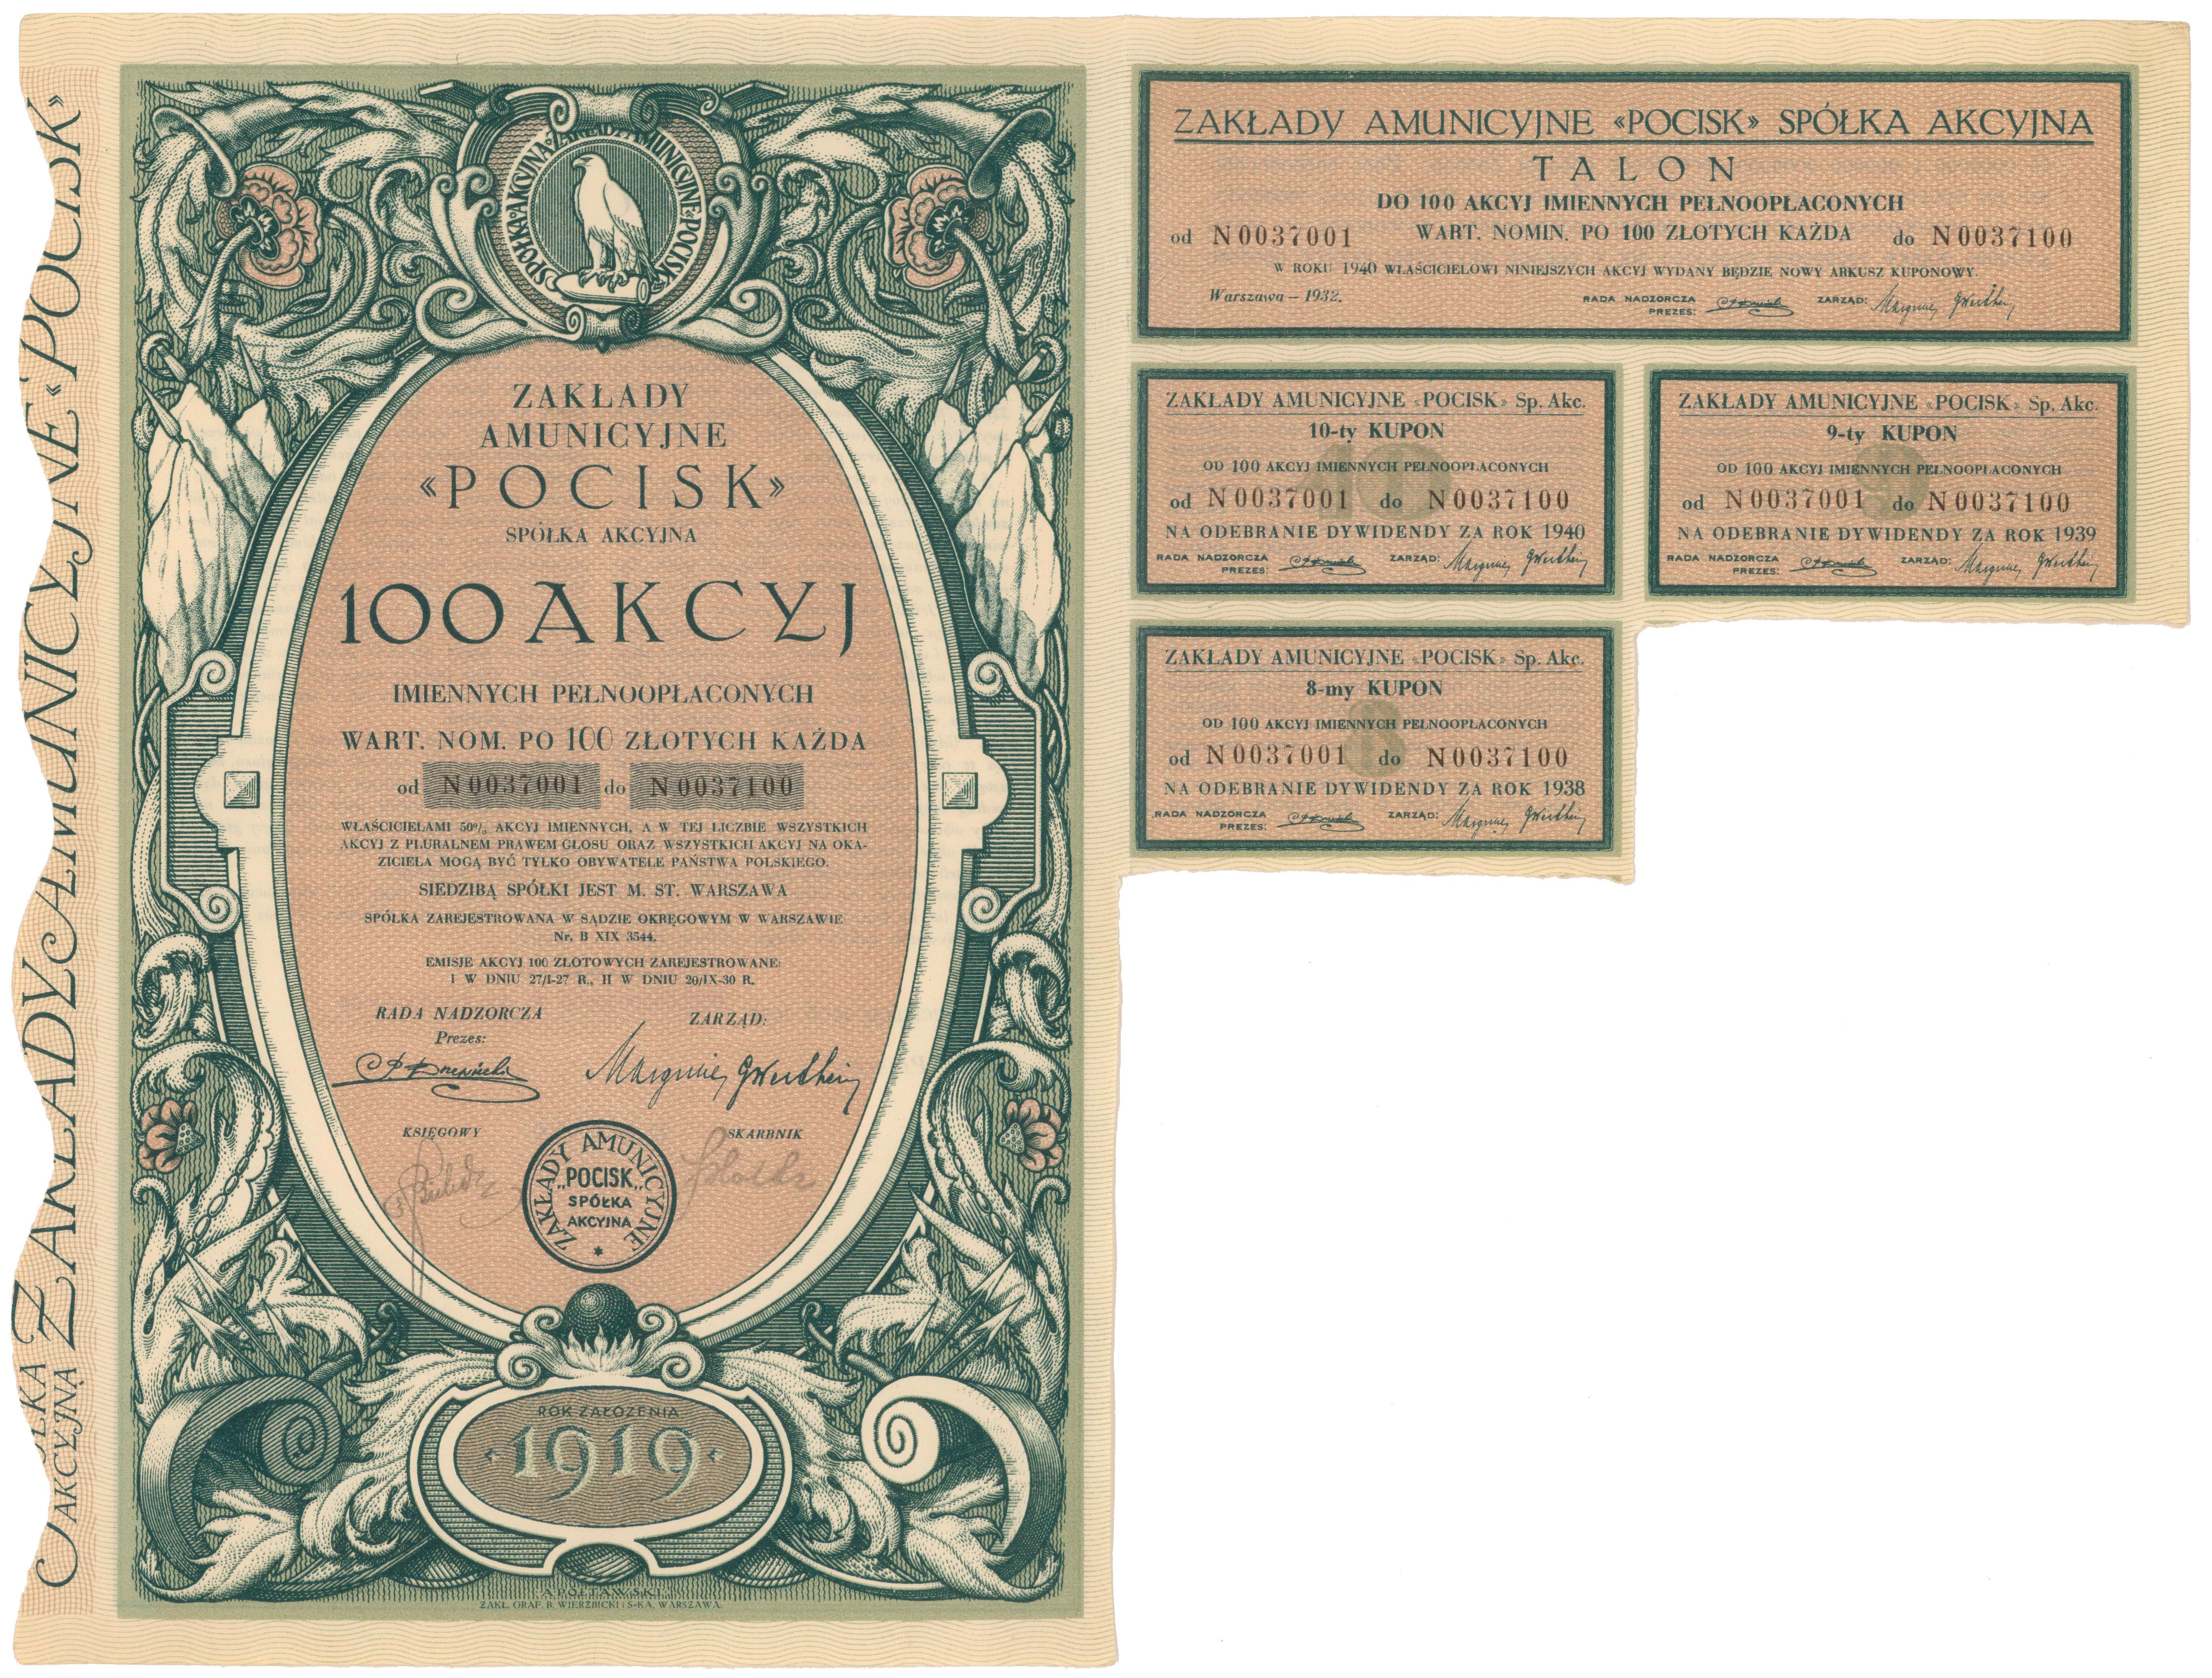 ZAKŁADY AMUNICYJNE «POCISK»
AKCYJNA
SPÓŁKA AKCYJNA ZAKŁADY AMUNICYJNE POCISK
ZAKŁADY
AMUNICYJNE
«POCISK»
SPÓŁKA AKCYJNA
100 AKCYJ
IMIENNYCH PEŁNOOPŁACONYCH
WART. NOM. PO 100 ZŁOTYCH KAŻDA
od N0037001 do N0037100
WŁAŚCICIELAMI 50% AKCYJ IMIENNYCH, A W TEJ LICZBIE WSZYSTKICH
AKCYJ Z PLURALNEM PRAWEM GŁOSU ORAZ WSZYSTKICH AKCYJ NA OKA-
ZICIELA MOGĄ BYĆ TYLKO OBYWATELE PAŃSTWA POLSKIEGO.
SIEDZIBĄ SPÓŁKI JEST M. ST. WARSZAWA
SPÓŁKA ZAREJESTROWANA W SĄDZIE OKRĘGOWYM W WARSZAWIE
Nr. B XIX 3544.
EMISJE AKCYJ 100 ZŁOTOWYCH ZAREJESTROWANE:
I W DNIU 27/I-27 R., II W DNIU 20/IX-30 R.
RADA NADZORCZA
Prezes:
ZARZĄD:
KSIĘGOWY
SKARBNIK
ZAKŁADY AMUNICYJNE
„POCISK„
SPÓŁKA
AKCYJNA
ROK ZAŁOŻENIA
1919
A. PÓŁTAWSKI
ZAKŁ. GRAF. B. WIERZBICKI i S-KA, WARSZAWA.
ZAKŁADY AMUNICYJNE «POCISK» SPÓŁKA AKCYJNA
TALON
DO 100 AKCYJ IMIENNYCH PEŁNOOPŁACONYCH
od N0037001 WART. NOMIN. PO 100 ZŁOTYCH KAŻDA do N0037100
W ROKU 1940 WŁAŚCICIELOWI NINIEJSZYCH AKCYJ WYDANY BĘDZIE NOWY ARKUSZ KUPONOWY.
Warszawa – 1932.
RADA NADZORCZA
PREZES:
ZARZĄD:
ZAKŁADY AMUNICYJNE «POCISK» Sp. Akc.
10-ty KUPON
OD 100 AKCYJ IMIENNYCH PEŁNOOPŁACONYCH
od N0037001 do N0037100
NA ODEBRANIE DYWIDENDY ZA ROK 1940
RADA NADZORCZA
PREZES:
ZARZĄD:
ZAKŁADY AMUNICYJNE «POCISK» Sp. Akc.
9-ty KUPON
OD 100 AKCYJ IMIENNYCH PEŁNOOPŁACONYCH
od N0037001 do N0037100
NA ODEBRANIE DYWIDENDY ZA ROK 1939
RADA NADZORCZA
PREZES:
ZARZĄD:
ZAKŁADY AMUNICYJNE «POCISK» Sp. Akc.
8-my KUPON
OD 100 AKCYJ IMIENNYCH PEŁNOOPŁACONYCH
od N0037001 do N0037100
NA ODEBRANIE DYWIDENDY ZA ROK 1938
RADA NADZORCZA
PREZES:
ZARZĄD: